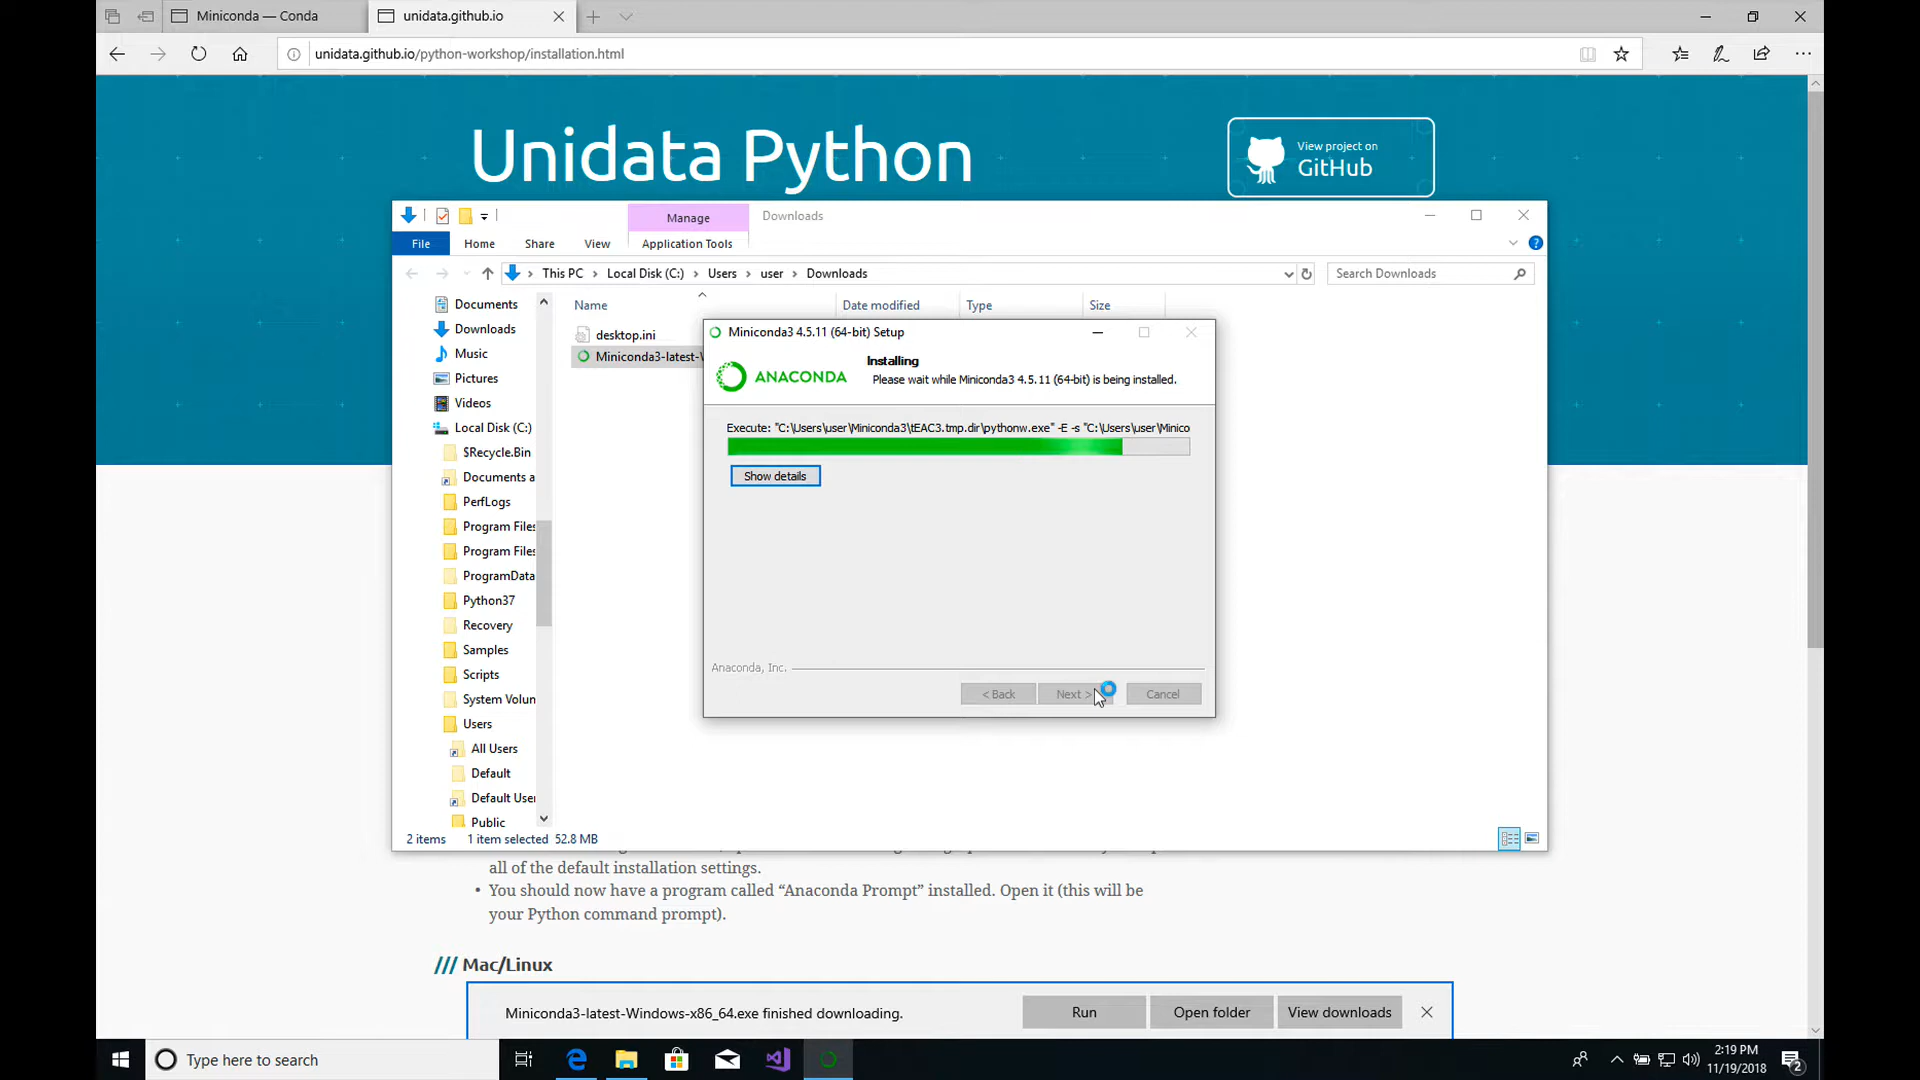 Miniconda — Conda
unidata.github.io
unidata.github.io/python-workshop/installation.html
Unidata Python
View project on
GitHub
Manage
Downloads
File
Home
Share
View
Application Tools
This PC
Local Disk (C:)
Users
user
Downloads
Search Downloads
Name
Date modified
Type
Size
Documents
Downloads
Music
Pictures
Videos
Local Disk (C:)
$Recycle.Bin
Documents a
PerfLogs
Program Files
Program Files
ProgramData
Python37
Recovery
Samples
Scripts
System Volun
Users
All Users
Default
Default User
Public
desktop.ini
Miniconda3-latest-W
Miniconda3 4.5.11 (64-bit) Setup
ANACONDA
Installing
Please wait while Miniconda3 4.5.11 (64-bit) is being installed.
Execute: "C:\Users\user\Miniconda3\tEAC3.tmp.dir\pythonw.exe" -E -s "C:\Users\user\Minico
Show details
Anaconda, Inc.
< Back
Next >
Cancel
2 items
1 item selected 52.8 MB
all of the default installation settings.
• You should now have a program called “Anaconda Prompt” installed. Open it (this will be
your Python command prompt).
/// Mac/Linux
Miniconda3-latest-Windows-x86_64.exe finished downloading.
Run
Open folder
View downloads
Type here to search
2:19 PM
11/19/2018
2